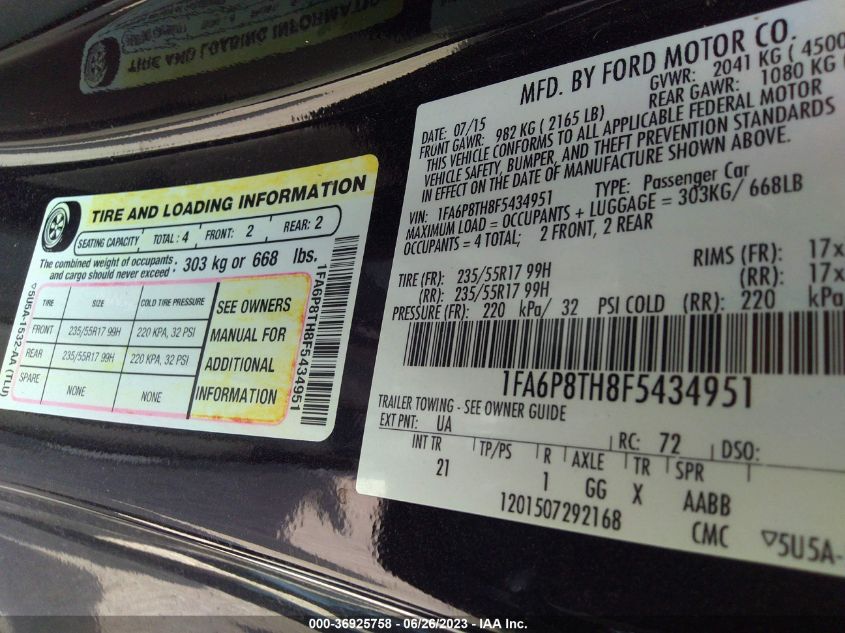 TIRE AND LOADING INFORMATION
TIRE AND LOADING INFORMATION
SEATING CAPACITY TOTAL: 4 FRONT: 2 REAR: 2
The combined weight of occupants and cargo should never exceed: 303 kg or 668 lbs.
TIRE SIZE COLD TIRE PRESSURE
FRONT 235/55R17 99H 220 KPA, 32 PSI
REAR 235/55R17 99H 220 KPA, 32 PSI
SPARE NONE NONE
SEE OWNERS
MANUAL FOR
ADDITIONAL
INFORMATION
5U5A-1532-AA (TLU)
1FA6P8TH8F5434951
MFD. BY FORD MOTOR CO.
DATE: 07/15 GVWR: 2041 KG ( 4500
FRONT GAWR: 982 KG ( 2165 LB) REAR GAWR: 1080 KG (
THIS VEHICLE CONFORMS TO ALL APPLICABLE FEDERAL MOTOR
VEHICLE SAFETY, BUMPER, AND THEFT PREVENTION STANDARDS
IN EFFECT ON THE DATE OF MANUFACTURE SHOWN ABOVE.
VIN: 1FA6P8TH8F5434951 TYPE: Passenger Car
MAXIMUM LOAD = OCCUPANTS + LUGGAGE = 303KG/ 668LB
OCCUPANTS = 4 TOTAL; 2 FRONT, 2 REAR
TIRE (FR): 235/55R17 99H RIMS (FR): 17x
(RR): 235/55R17 99H (RR): 17x
PRESSURE (FR): 220 kPa/ 32 PSI COLD (RR): 220 kPa
1FA6P8TH8F5434951
TRAILER TOWING - SEE OWNER GUIDE
EXT PNT: UA RC: 72 DSO:
INT TR TP/PS R AXLE TR SPR
21 1 GG X AABB
1201507292168 CMC 5U5A-
000-36925758 - 06/26/2023 - IAA Inc.